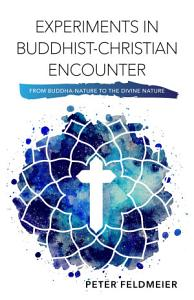 EXPERIMENTS IN
BUDDHIST-CHRISTIAN
ENCOUNTER
FROM BUDDHA-NATURE TO THE DIVINE NATURE
PETER FELDMEIER